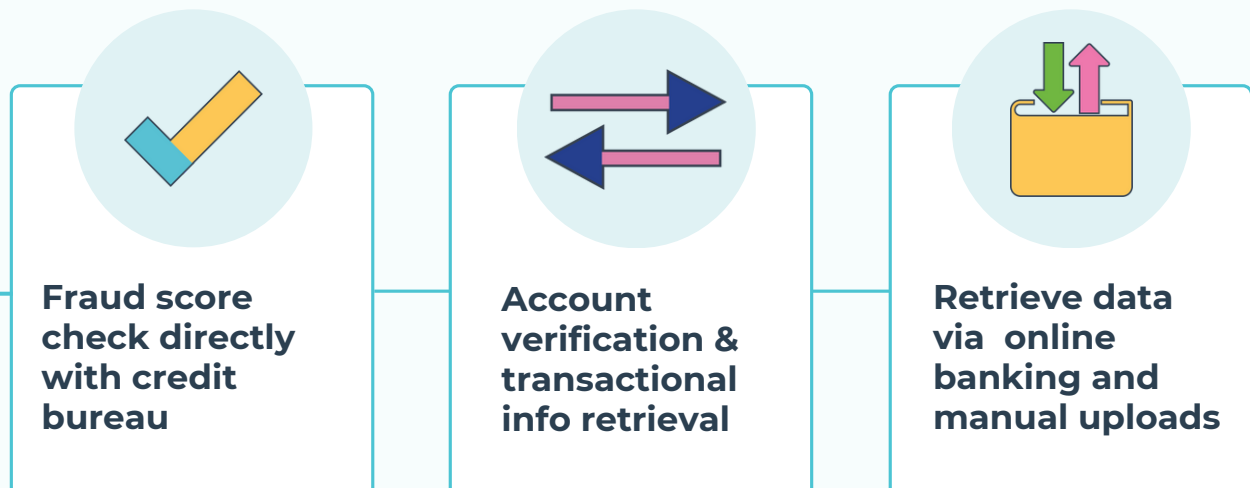 Fraud score
check directly
with credit
bureau
Account
verification &
transactional
info retrieval
Retrieve data
via  online
banking and
manual uploads